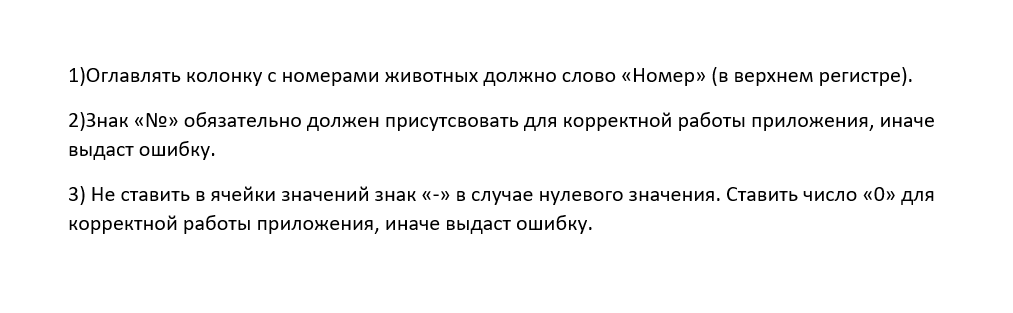 1)Оглавлять колонку с номерами животных должно слово «Номер» (в верхнем регистре).
2)Знак «№» обязательно должен присутсвовать для корректной работы приложения, иначе
выдаст ошибку.
3) Не ставить в ячейки значений знак «-» в случае нулевого значения. Ставить число «0» для
корректной работы приложения, иначе выдаст ошибку.